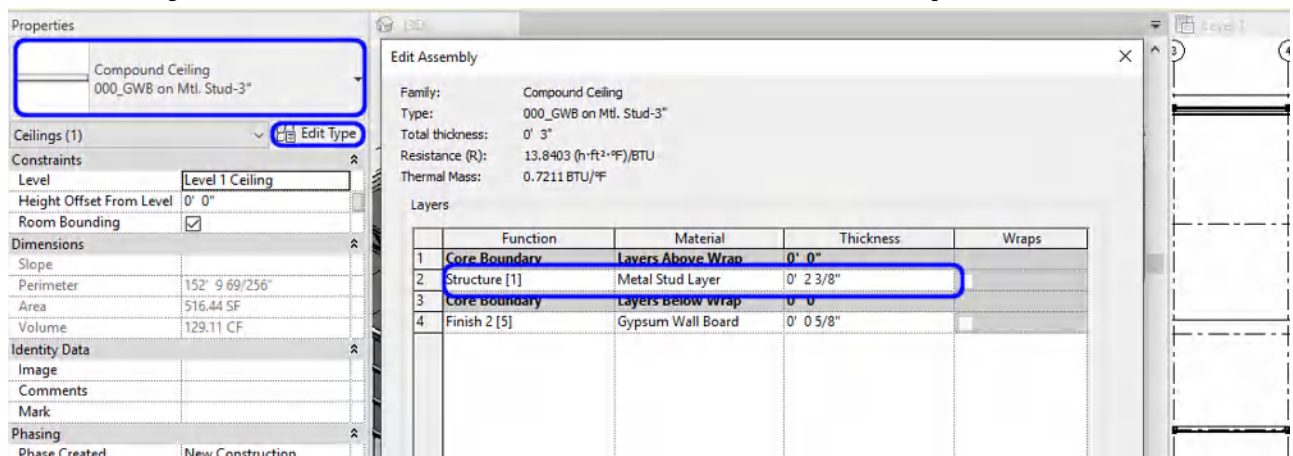 Properties
Compound Ceiling
000_GWB on Mtl. Stud-3"
Ceilings (1) Edit Type
Constraints
Level Level 1 Ceiling
Height Offset From Level 0' 0"
Room Bounding
Dimensions
Slope
Perimeter 152' 9 69/256"
Area 516.44 SF
Volume 129.11 CF
Identity Data
Image
Comments
Mark
Phasing
Phase Created New Construction
Edit Assembly
Family: Compound Ceiling
Type: 000_GWB on Mtl. Stud-3"
Total thickness: 0' 3"
Resistance (R): 13.8403 (h·ft²·°F)/BTU
Thermal Mass: 0.7211 BTU/°F
Layers
Function Material Thickness Wraps
1 Core Boundary Layers Above Wrap 0' 0"
2 Structure [1] Metal Stud Layer 0' 2 3/8"
3 Core Boundary Layers Below Wrap 0' 0"
4 Finish 2 [5] Gypsum Wall Board 0' 0 5/8"
Level 1
3